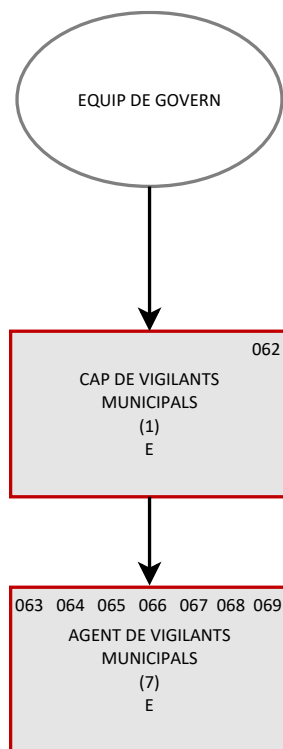 EQUIP DE GOVERN
062
CAP DE VIGILANTS
MUNICIPALS
(1)
E
063 064 065 066 067 068 069
AGENT DE VIGILANTS
MUNICIPALS
(7)
E